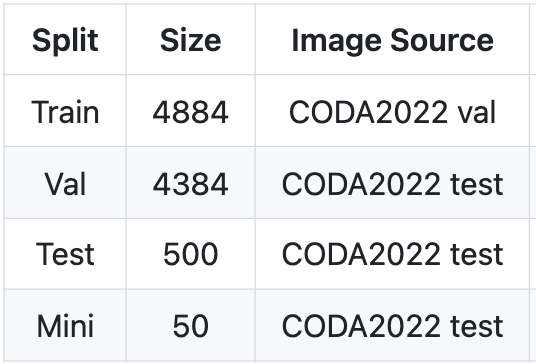 Split Size Image Source
Train 4884 CODA2022 val
Val 4384 CODA2022 test
Test 500 CODA2022 test
Mini 50 CODA2022 test